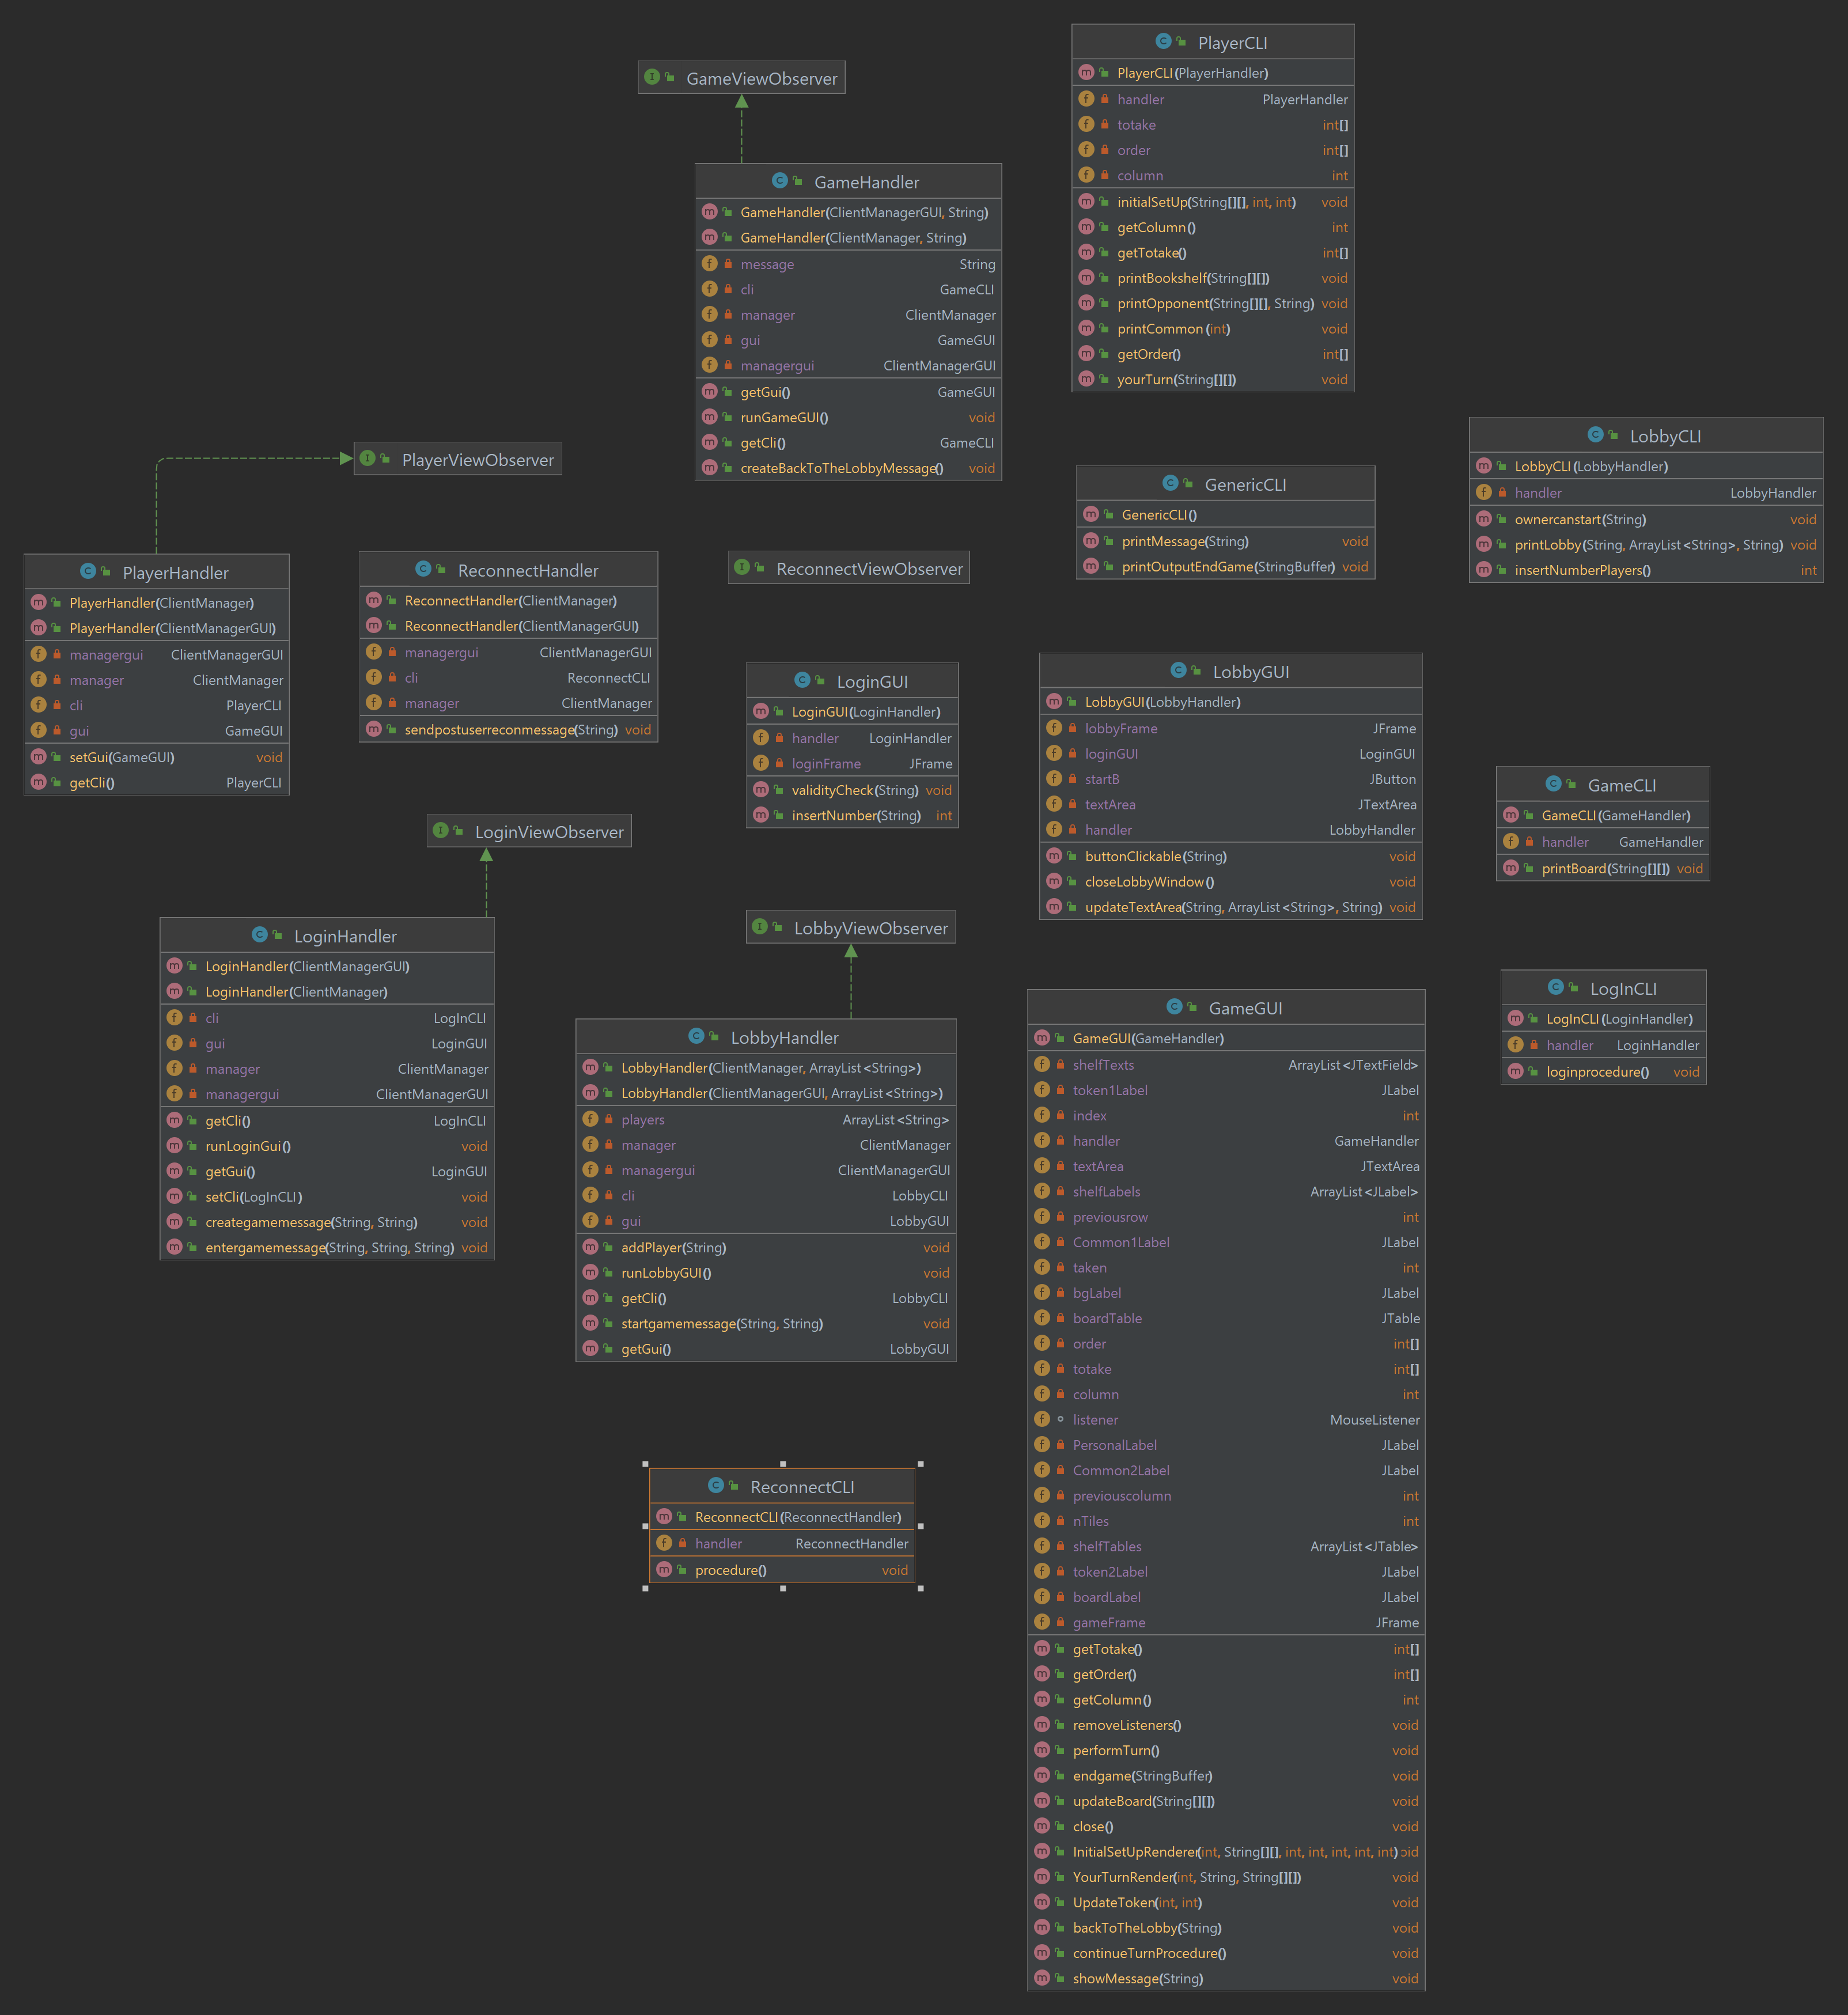 PlayerCLI
PlayerCLI(PlayerHandler)
handler PlayerHandler
totake int[]
order int[]
column int
initialSetUp(String[][], int, int) void
getColumn() int
getTotake() int[]
printBookshelf(String[][]) void
printOpponent(String[][], String) void
printCommon(int) void
getOrder() int[]
yourTurn(String[][]) void
GameViewObserver
GameHandler
GameHandler(ClientManagerGUI, String)
GameHandler(ClientManager, String)
message String
cli GameCLI
manager ClientManager
gui GameGUI
managergui ClientManagerGUI
getGui() GameGUI
runGameGUI() void
getCli() GameCLI
createBackToTheLobbyMessage() void
PlayerViewObserver
GenericCLI
GenericCLI()
printMessage(String) void
printOutputEndGame(StringBuffer) void
LobbyCLI
LobbyCLI(LobbyHandler)
handler LobbyHandler
ownercanstart(String) void
printLobby(String, ArrayList<String>, String) void
insertNumberPlayers() int
PlayerHandler
PlayerHandler(ClientManager)
PlayerHandler(ClientManagerGUI)
managergui ClientManagerGUI
manager ClientManager
cli PlayerCLI
gui GameGUI
setGui(GameGUI) void
getCli() PlayerCLI
ReconnectHandler
ReconnectHandler(ClientManager)
ReconnectHandler(ClientManagerGUI)
managergui ClientManagerGUI
cli ReconnectCLI
manager ClientManager
sendpostuserreconmessage(String) void
ReconnectViewObserver
LoginGUI
LoginGUI(LoginHandler)
handler LoginHandler
loginFrame JFrame
validityCheck(String) void
insertNumber(String) int
LobbyGUI
LobbyGUI(LobbyHandler)
lobbyFrame JFrame
loginGUI LoginGUI
startB JButton
textArea JTextArea
handler LobbyHandler
buttonClickable(String) void
closeLobbyWindow() void
updateTextArea(String, ArrayList<String>, String) void
GameCLI
GameCLI(GameHandler)
handler GameHandler
printBoard(String[][]) void
LoginViewObserver
LoginHandler
LoginHandler(ClientManagerGUI)
LoginHandler(ClientManager)
cli LogInCLI
gui LoginGUI
manager ClientManager
managergui ClientManagerGUI
getCli() LogInCLI
runLoginGui() void
getGui() LoginGUI
setCli(LogInCLI) void
creategamemessage(String, String) void
entergamemessage(String, String, String) void
LobbyViewObserver
LobbyHandler
LobbyHandler(ClientManager, ArrayList<String>)
LobbyHandler(ClientManagerGUI, ArrayList<String>)
players ArrayList<String>
manager ClientManager
managergui ClientManagerGUI
cli LobbyCLI
gui LobbyGUI
addPlayer(String) void
runLobbyGUI() void
getCli() LobbyCLI
startgamemessage(String, String) void
getGui() LobbyGUI
LogInCLI
LogInCLI(LoginHandler)
handler LoginHandler
loginprocedure() void
GameGUI
GameGUI(GameHandler)
shelfTexts ArrayList<JTextField>
token1Label JLabel
index int
handler GameHandler
textArea JTextArea
shelfLabels ArrayList<JLabel>
previousrow int
Common1Label JLabel
taken int
bgLabel JLabel
boardTable JTable
order int[]
totake int[]
column int
listener MouseListener
PersonalLabel JLabel
Common2Label JLabel
previouscolumn int
nTiles int
shelfTables ArrayList<JTable>
token2Label JLabel
boardLabel JLabel
gameFrame JFrame
getTotake() int[]
getOrder() int[]
getColumn() int
removeListeners() void
performTurn() void
endgame(StringBuffer) void
updateBoard(String[][]) void
close() void
InitialSetUpRenderer(int, String[][], int, int, int, int, int) oid
YourTurnRender(int, String, String[][]) void
UpdateToken(int, int) void
backToTheLobby(String) void
continueTurnProcedure() void
showMessage(String) void
ReconnectCLI
ReconnectCLI(ReconnectHandler)
handler ReconnectHandler
procedure() void